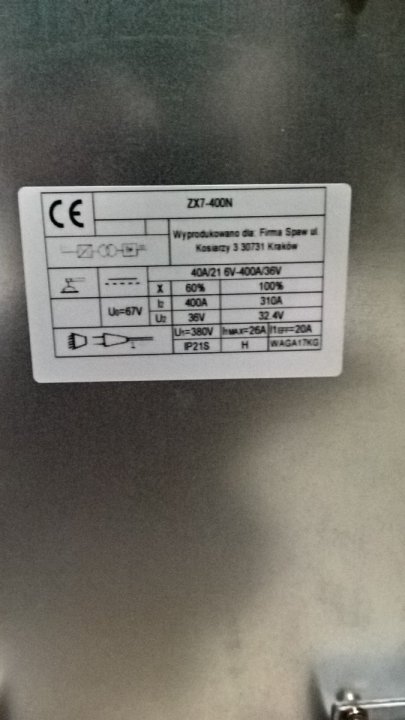 CE
ZX7-400N
Wyprodukowano dla: Firma Spaw ul.
Kosiarzy 3 30731 Kraków
40A/21.6V-400A/36V
X 60% 100%
U₀=67V
I₂ 400A 310A
U₂ 36V 32.4V
U₁=380V I₁MAX=26A I₁EFF=20A
IP21S H WAGA17KG